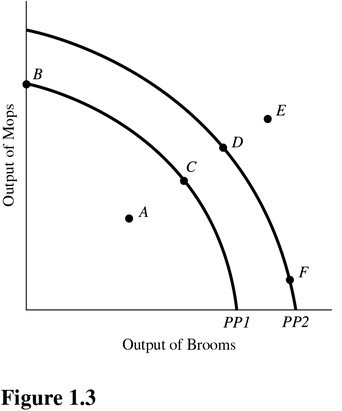 B
E
D
C
A
F
Output of Mops
PP1 PP2
Output of Brooms
Figure 1.3